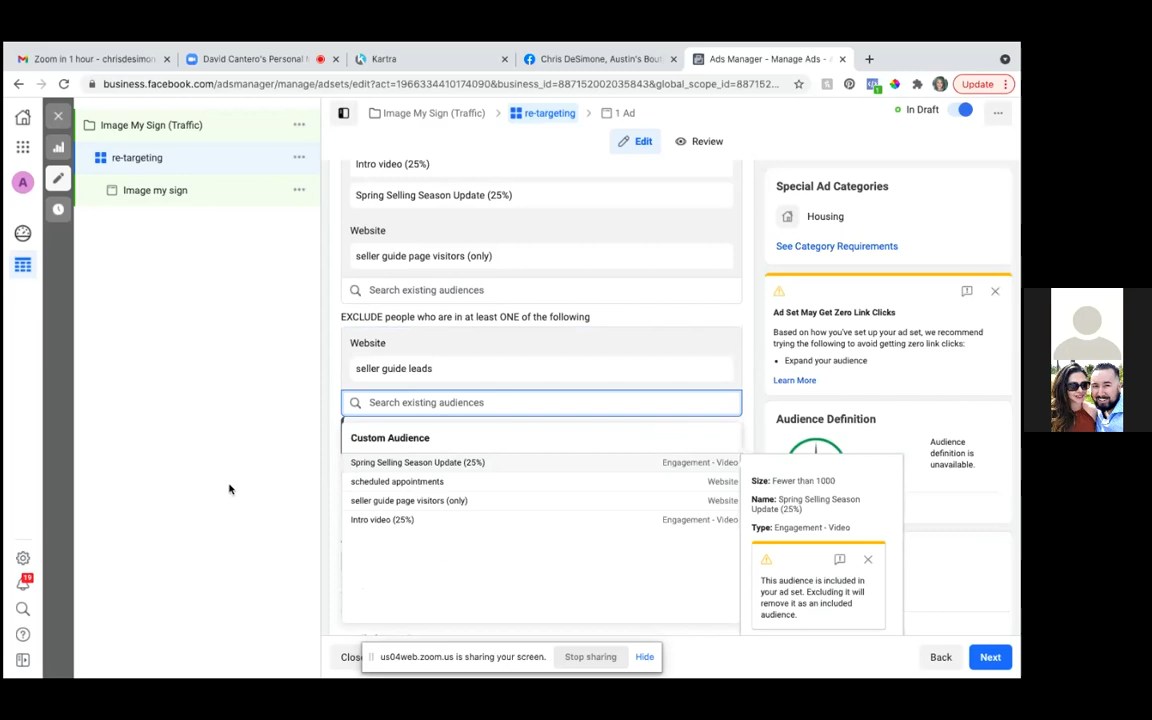 Zoom in 1 hour - chrisdesimon
David Cantero's Personal
Kartra
Chris DeSimone, Austin's Bou
Ads Manager - Manage Ads -
business.facebook.com/adsmanager/manage/adsets/edit?act=1966334410174090&business_id=887152002035843&global_scope_id=887152...
Update
Image My Sign (Traffic)
re-targeting
Image my sign
A
19
Image My Sign (Traffic)
re-targeting
1 Ad
In Draft
Edit
Review
Intro video (25%)
Spring Selling Season Update (25%)
Website
seller guide page visitors (only)
Search existing audiences
EXCLUDE people who are in at least ONE of the following
Website
seller guide leads
Search existing audiences
Custom Audience
Spring Selling Season Update (25%) Engagement - Video
scheduled appointments Website
seller guide page visitors (only) Website
Intro video (25%) Engagement - Video
Special Ad Categories
Housing
See Category Requirements
Ad Set May Get Zero Link Clicks
Based on how you've set up your ad set, we recommend
trying the following to avoid getting zero link clicks:
Expand your audience
Learn More
Audience Definition
Audience
definition is
unavailable.
Size: Fewer than 1000
Name: Spring Selling Season
Update (25%)
Type: Engagement - Video
This audience is included in
your ad set. Excluding it will
remove it as an included
audience.
Clos
us04web.zoom.us is sharing your screen.
Stop sharing
Hide
Back
Next